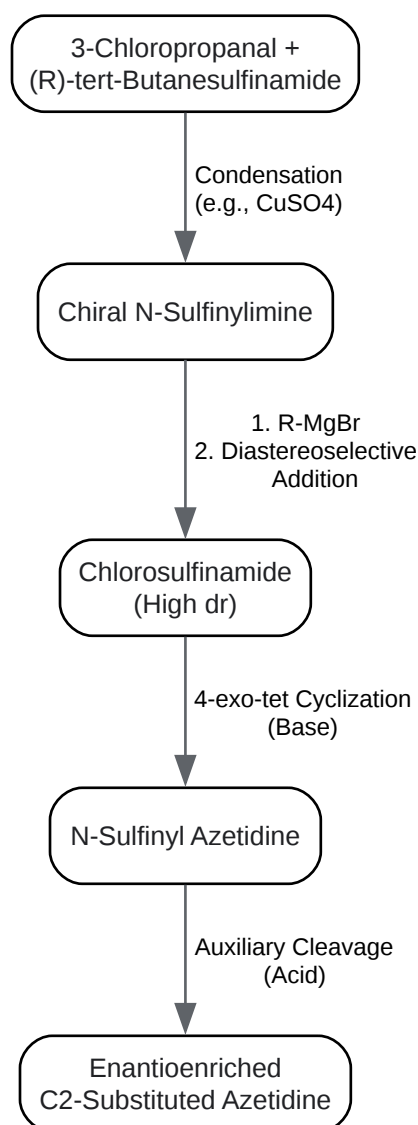 3-Chloropropanal +
(R)-tert-Butanesulfinamide
Condensation
(e.g., CuSO4)
Chiral N-Sulfinylimine
1. R-MgBr
2. Diastereoselective
Addition
Chlorosulfinamide
(High dr)
4-exo-tet Cyclization
(Base)
N-Sulfinyl Azetidine
Auxiliary Cleavage
(Acid)
Enantioenriched
C2-Substituted Azetidine